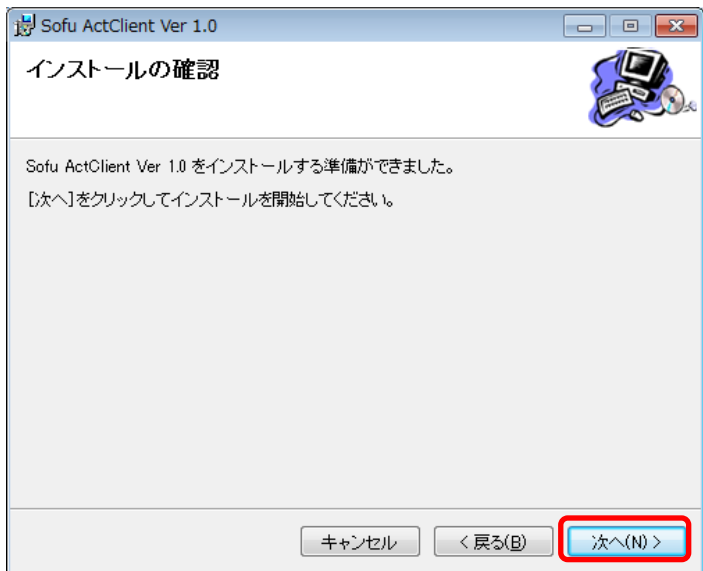 Sofu ActClient Ver 1.0
インストールの確認
Sofu ActClient Ver 1.0 をインストールする準備ができました。
[次へ]をクリックしてインストールを開始してください。
キャンセル
< 戻る(B)
次へ(N) >